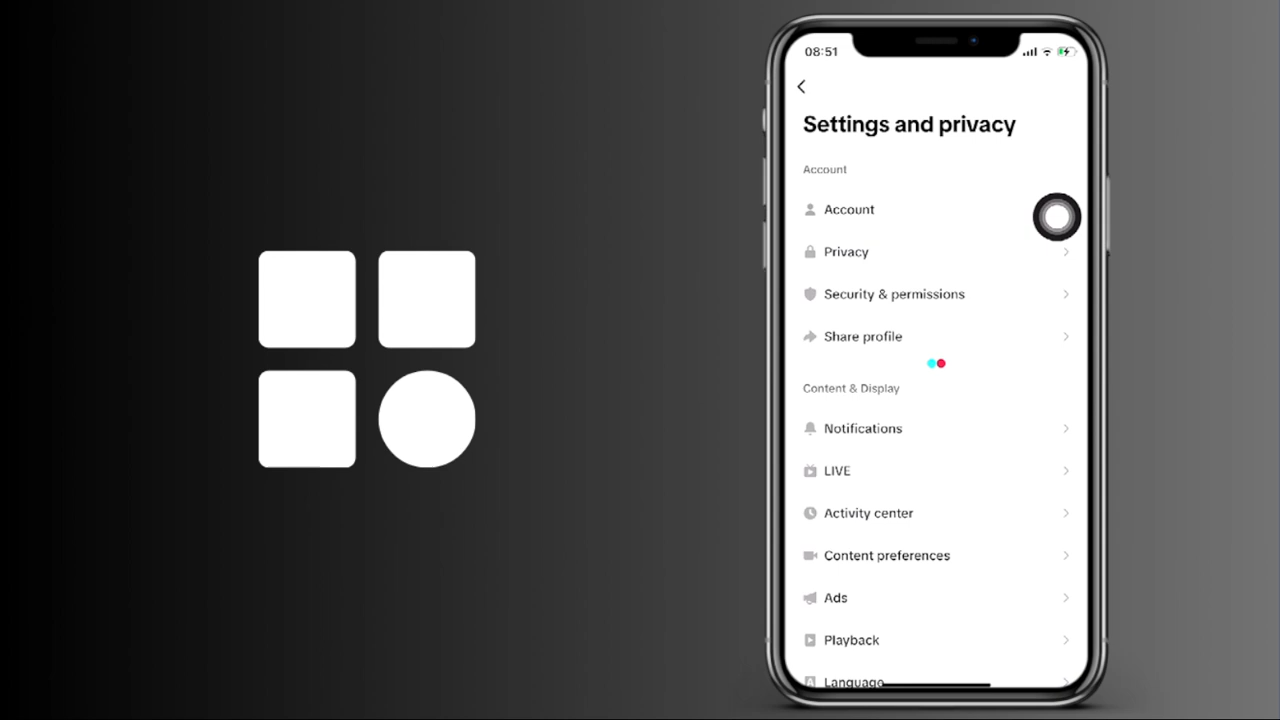 08:51
Settings and privacy
Account
Account
Privacy
Security & permissions
Share profile
Content & Display
Notifications
LIVE
Activity center
Content preferences
Ads
Playback
Language